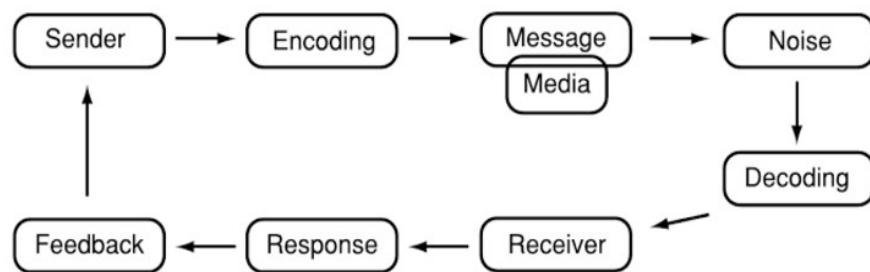 Sender
Encoding
Message
Media
Noise
Decoding
Receiver
Response
Feedback